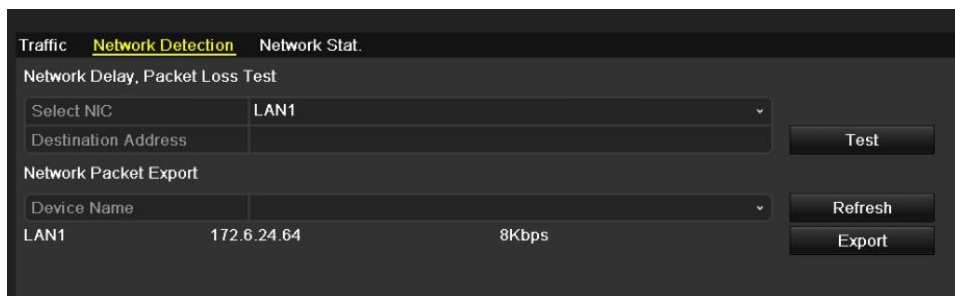 Traffic Network Detection Network Stat.
Network Delay, Packet Loss Test
Select NIC LAN1
Destination Address Test
Network Packet Export
Device Name Refresh
LAN1 172.6.24.64 8Kbps Export